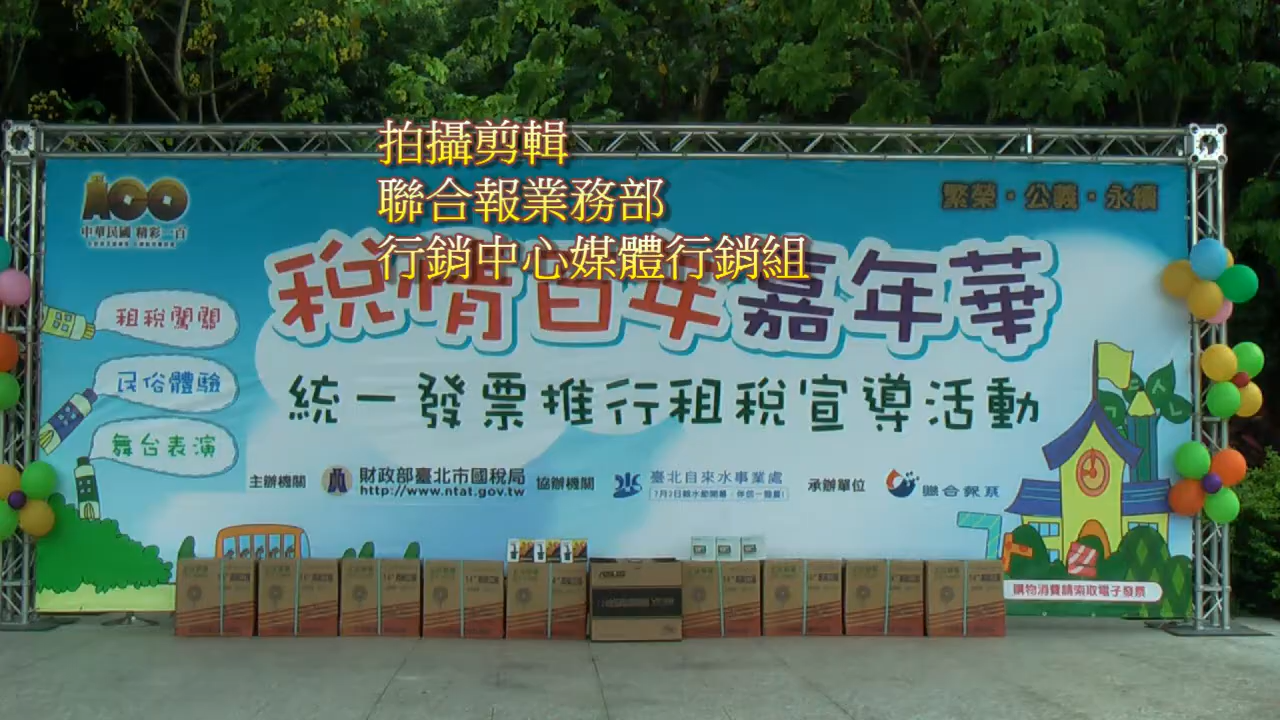 拍攝剪輯
聯合報業務部
行銷中心媒體行銷組
100
中華民國 精彩一百
繁榮・公義・永續
稅情百年嘉年華
統一發票推行租稅宣導活動
租稅闖關
民俗體驗
舞台表演
主辦機關 財政部臺北市國稅局
http://www.ntat.gov.tw
協辦機關 臺北自來水事業處
承辦單位 聯合報系
購物消費請索取電子發票
ASUS
14"